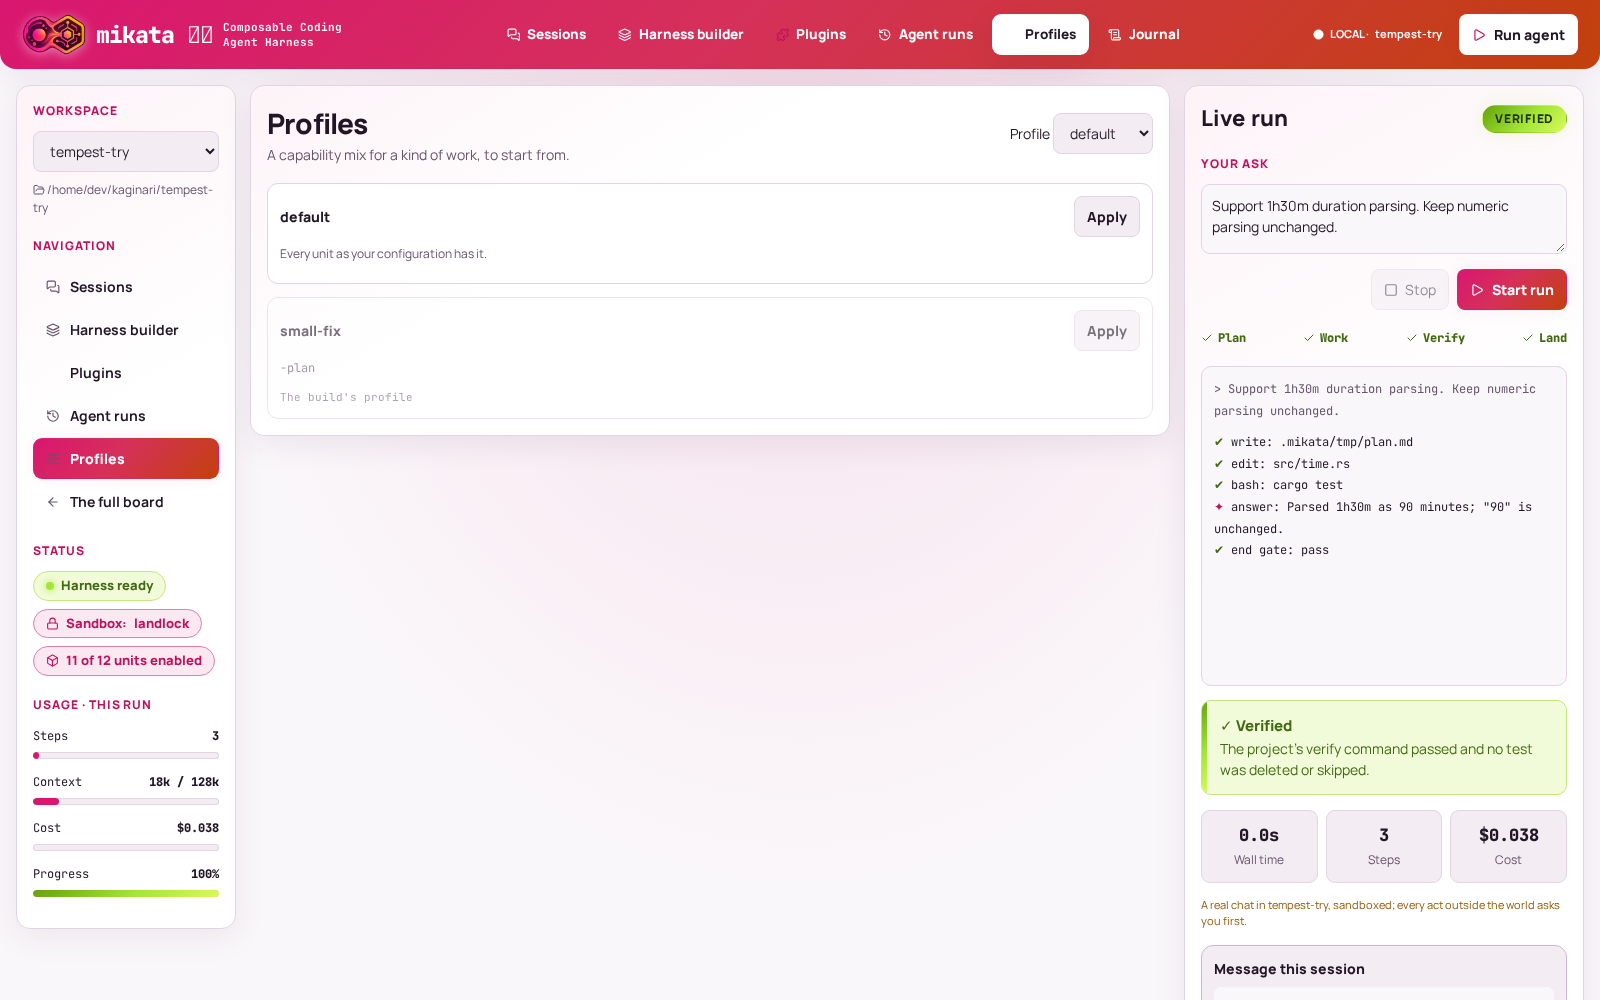 mikata
Composable Coding
Agent Harness
Sessions
Harness builder
Plugins
Agent runs
Profiles
Journal
LOCAL · tempest-try
Run agent
WORKSPACE
tempest-try
/home/dev/kaginari/tempest-
try
NAVIGATION
Sessions
Harness builder
Plugins
Agent runs
Profiles
The full board
STATUS
Harness ready
Sandbox: landlock
11 of 12 units enabled
USAGE · THIS RUN
Steps 3
Context 18k / 128k
Cost $0.038
Progress 100%
Profiles
A capability mix for a kind of work, to start from.
Profile default
default
Apply
Every unit as your configuration has it.
small-fix
Apply
-plan
The build's profile
Live run
VERIFIED
YOUR ASK
Support 1h30m duration parsing. Keep numeric
parsing unchanged.
Stop
Start run
✓ Plan ✓ Work ✓ Verify ✓ Land
> Support 1h30m duration parsing. Keep numeric
parsing unchanged.
✔ write: .mikata/tmp/plan.md
✔ edit: src/time.rs
✔ bash: cargo test
✦ answer: Parsed 1h30m as 90 minutes; "90" is
unchanged.
✔ end gate: pass
✓ Verified
The project's verify command passed and no test
was deleted or skipped.
0.0s
Wall time
3
Steps
$0.038
Cost
A real chat in tempest-try, sandboxed; every act outside the world asks
you first.
Message this session